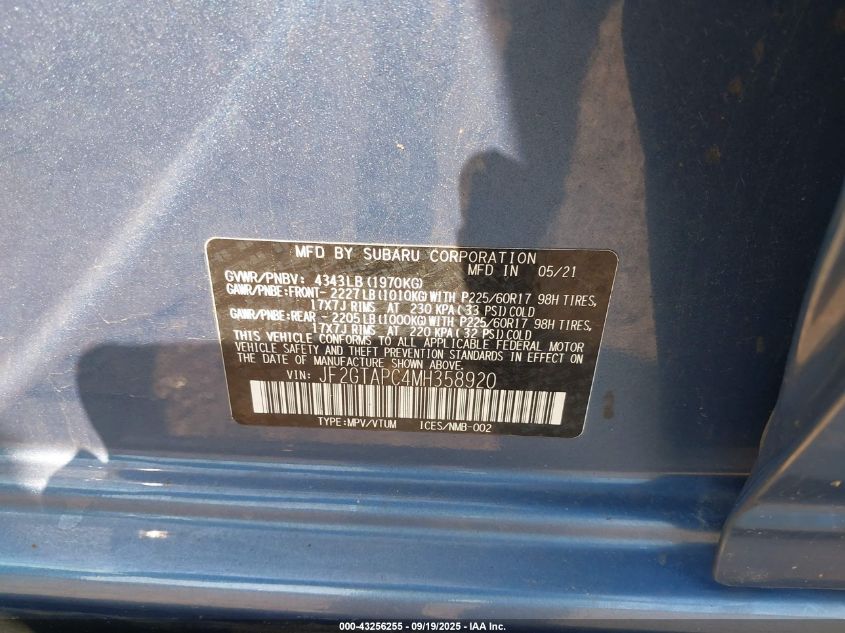 MFD BY SUBARU CORPORATION
MFD IN 05/21
GVWR/PNBV: 4343LB (1970KG)
GAWR/PNBE:FRONT- 2227LB(1010KG)WITH P225/60R17 98H TIRES,
17X7J RIMS AT 230 KPA(33 PSI)COLD
GAWR/PNBE:REAR - 2205LB(1000KG)WITH P225/60R17 98H TIRES,
17X7J RIMS AT 220 KPA(32 PSI)COLD
THIS VEHICLE CONFORMS TO ALL APPLICABLE FEDERAL MOTOR
VEHICLE SAFETY AND THEFT PREVENTION STANDARDS IN EFFECT ON
THE DATE OF MANUFACTURE SHOWN ABOVE.
VIN: JF2GTAPC4MH358920
TYPE:MPV/VTUM ICES/NMB-002
000-43256255 - 09/19/2025 - IAA Inc.